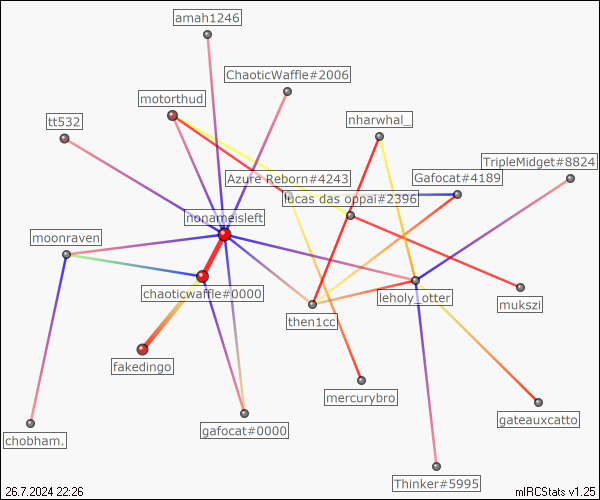 amah1246
ChaoticWaffle#2006
motorthud
nharwhal_
tt532
TripleMidget#8824
Azure Reborn#4243
Gafocat#4189
lucas das oppai#2396
nonameisleft
moonraven
chaoticwaffle#0000
leholy_otter
mukszi
then1cc
fakedingo
mercurybro
gateauxcatto
gafocat#0000
chobham.
Thinker#5995
26.7.2024 22:26
mIRCStats v1.25